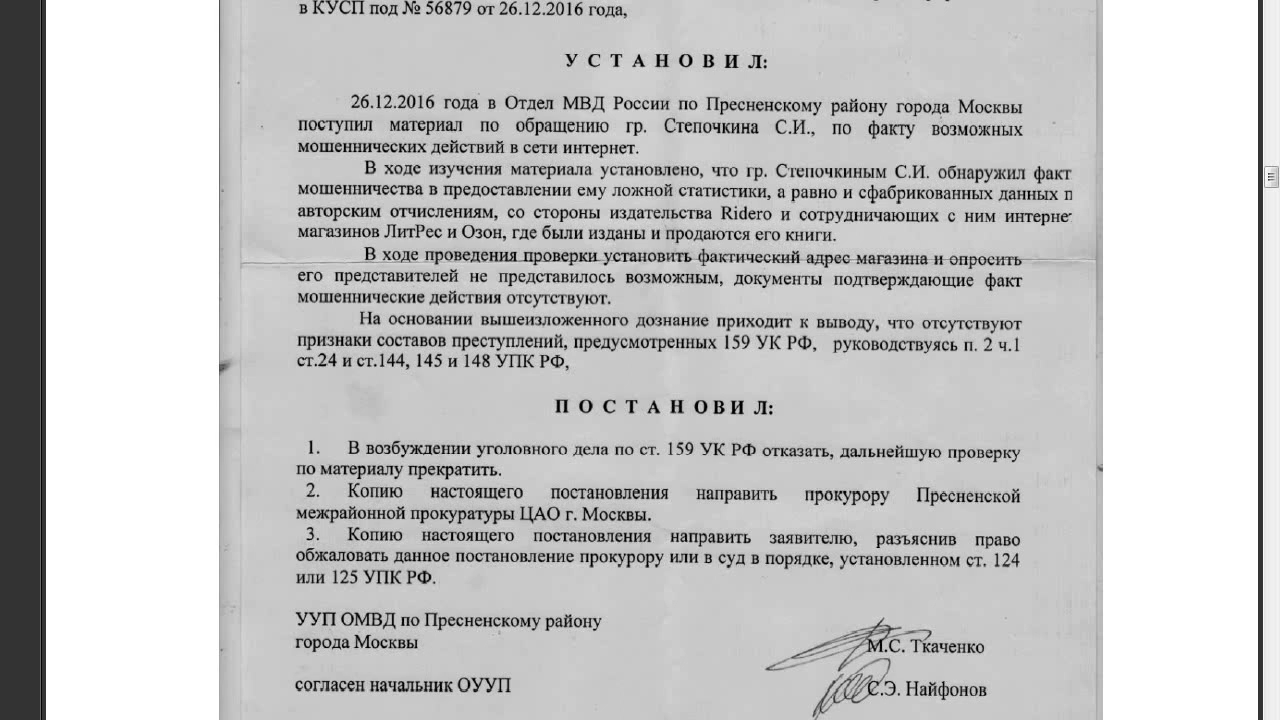 в КУСП под № 56879 от 26.12.2016 года,
У С Т А Н О В И Л:
26.12.2016 года в Отдел МВД России по Пресненскому району города Москвы
поступил материал по обращению гр. Степочкина С.И., по факту возможных
мошеннических действий в сети интернет.
В ходе изучения материала установлено, что гр. Степочкиным С.И. обнаружил факт
мошенничества в предоставлении ему ложной статистики, а равно и сфабрикованных данных п
авторским отчислениям, со стороны издательства Ridero и сотрудничающих с ним интерне
магазинов ЛитРес и Озон, где были изданы и продаются его книги.
В ходе проведения проверки установить фактический адрес магазина и опросить
его представителей не представилось возможным, документы подтверждающие факт
мошеннические действия отсутствуют.
На основании вышеизложенного дознание приходит к выводу, что отсутствуют
признаки составов преступлений, предусмотренных 159 УК РФ, руководствуясь п. 2 ч.1
ст.24 и ст.144, 145 и 148 УПК РФ,
П О С Т А Н О В И Л:
1. В возбуждении уголовного дела по ст. 159 УК РФ отказать, дальнейшую проверку
по материалу прекратить.
2. Копию настоящего постановления направить прокурору Пресненской
межрайонной прокуратуры ЦАО г. Москвы.
3. Копию настоящего постановления направить заявителю, разъяснив право
обжаловать данное постановление прокурору или в суд в порядке, установленном ст. 124
или 125 УПК РФ.
УУП ОМВД по Пресненскому району
города Москвы
М.С. Ткаченко
согласен начальник ОУУП
С.Э. Найфонов